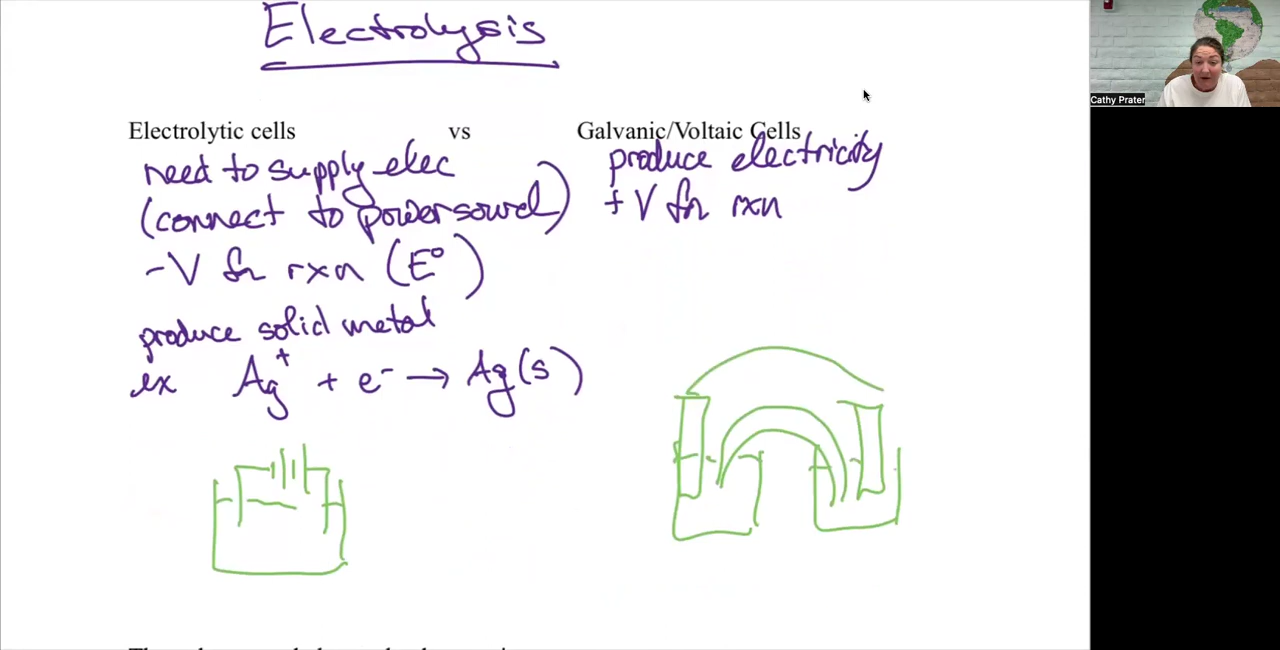 Electrolysis
Cathy Prater
Electrolytic cells vs Galvanic/Voltaic Cells
need to supply elec
(connect to power
produce electricity
+ V for rxn
- V for rxn (E°)
produce solid metal
ex Ag+ + e- → Ag(s)